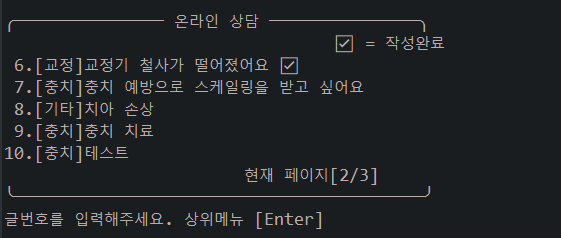 온라인 상담
☑ = 작성완료
6.[교정]교정기 철사가 떨어졌어요 ☑
7.[충치]충치 예방으로 스케일링을 받고 싶어요
8.[기타]치아 손상
9.[충치]충치 치료
10.[충치]테스트
현재 페이지[2/3]
글번호를 입력해주세요. 상위메뉴 [Enter]